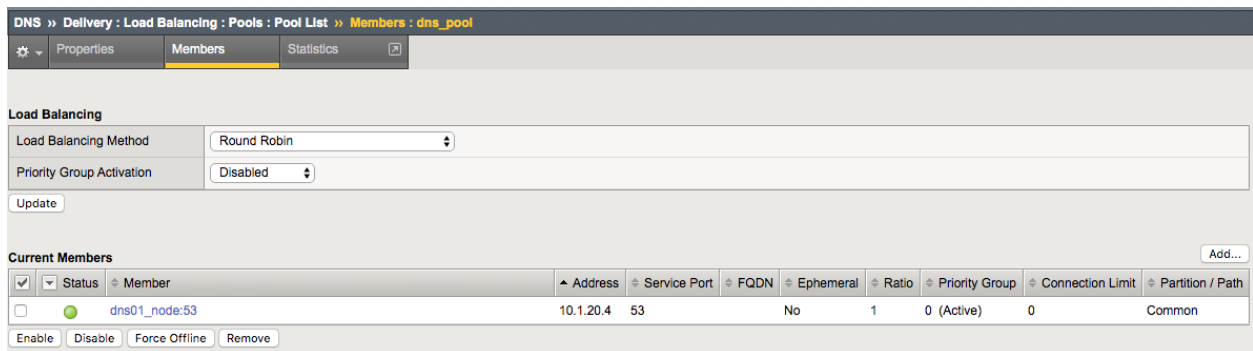 DNS » Delivery : Load Balancing : Pools : Pool List » Members : dns_pool
Properties Members Statistics
Load Balancing
Load Balancing Method Round Robin
Priority Group Activation Disabled
Update
Current Members Add...
Status Member Address Service Port FQDN Ephemeral Ratio Priority Group Connection Limit Partition / Path
dns01_node:53 10.1.20.4 53 No 1 0 (Active) 0 Common
Enable Disable Force Offline Remove